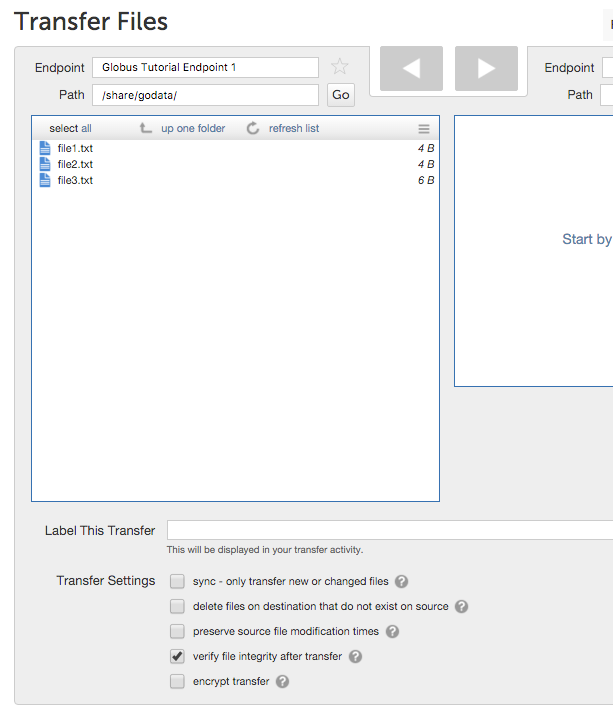 Transfer Files
Endpoint Globus Tutorial Endpoint 1 Endpoint
Path /share/godata/ Go Path
select all up one folder refresh list
file1.txt 4 B
file2.txt 4 B
file3.txt 6 B
Start by
Label This Transfer
This will be displayed in your transfer activity.
Transfer Settings sync - only transfer new or changed files ?
delete files on destination that do not exist on source ?
preserve source file modification times ?
verify file integrity after transfer ?
encrypt transfer ?